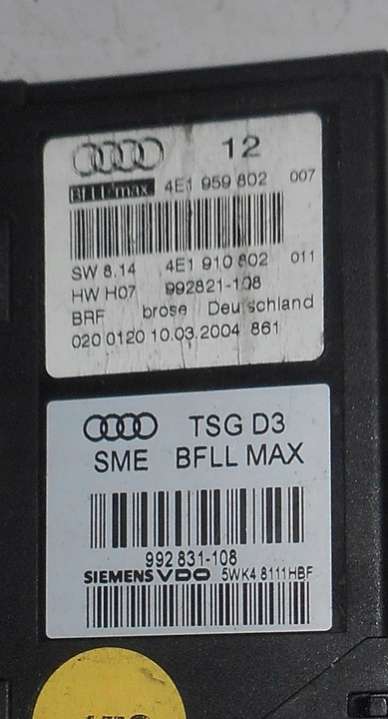 12
BFLL max 4E1 959 802 007
SW 8.14 4E1 910 802 011
HW H07 992821-108
BRF brose Deutschland
020 0120 10.03.2004 861
TSG D3
SME BFLL MAX
992 831-108
SIEMENS VDO 5WK4 8111HBF